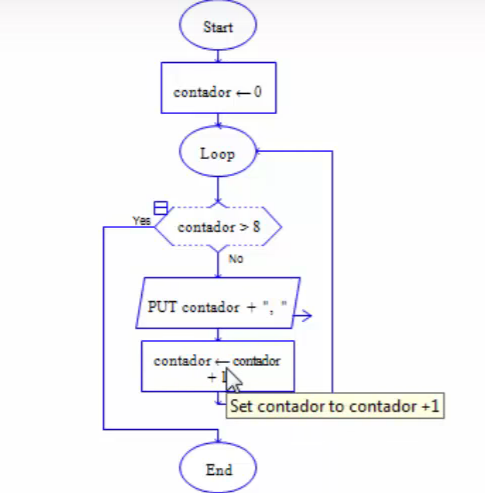 Start
contador ← 0
Loop
contador > 8
Yes
No
PUT contador + ", "
contador ← contador
+ 1
Set contador to contador +1
End